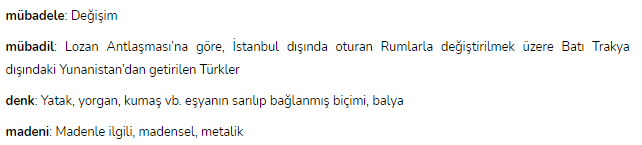 mübadele: Değişim
mübadil: Lozan Antlaşması’na göre, İstanbul dışında oturan Rumlarla değiştirilmek üzere Batı Trakya
dışındaki Yunanistan’dan getirilen Türkler
denk: Yatak, yorgan, kumaş vb. eşyanın sarılıp bağlanmış biçimi, balya
madeni: Madenle ilgili, madensel, metalik